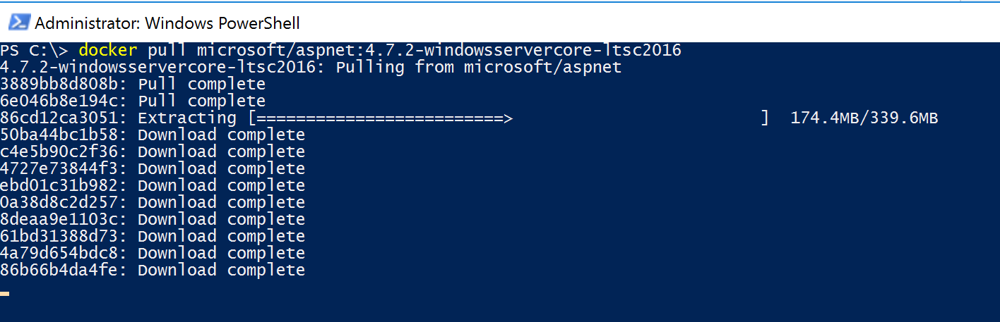 Administrator: Windows PowerShell
PS C:\> docker pull microsoft/aspnet:4.7.2-windowsservercore-ltsc2016
4.7.2-windowsservercore-ltsc2016: Pulling from microsoft/aspnet
3889bb8d808b: Pull complete
6e046b8e194c: Pull complete
86cd12ca3051: Extracting [=========================>                         ]  174.4MB/339.6MB
50ba44bc1b58: Download complete
c4e5b90c2f36: Download complete
4727e73844f3: Download complete
ebd01c31b982: Download complete
0a38d8c2d257: Download complete
8deaa9e1103c: Download complete
61bd31388d73: Download complete
4a79d654bdc8: Download complete
86b66b4da4fe: Download complete